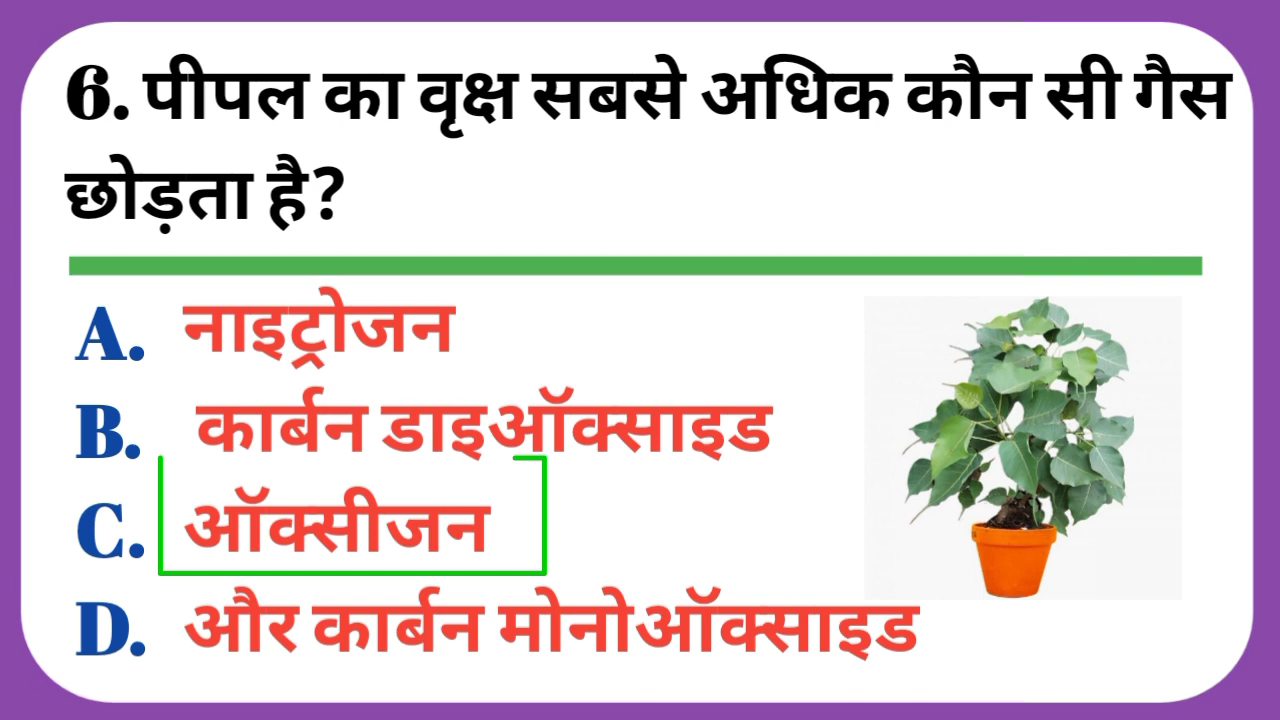 6. पीपल का वृक्ष सबसे अधिक कौन सी गैस
छोड़ता है?
A. नाइट्रोजन
B. कार्बन डाइऑक्साइड
C. ऑक्सीजन
D. और कार्बन मोनोऑक्साइड